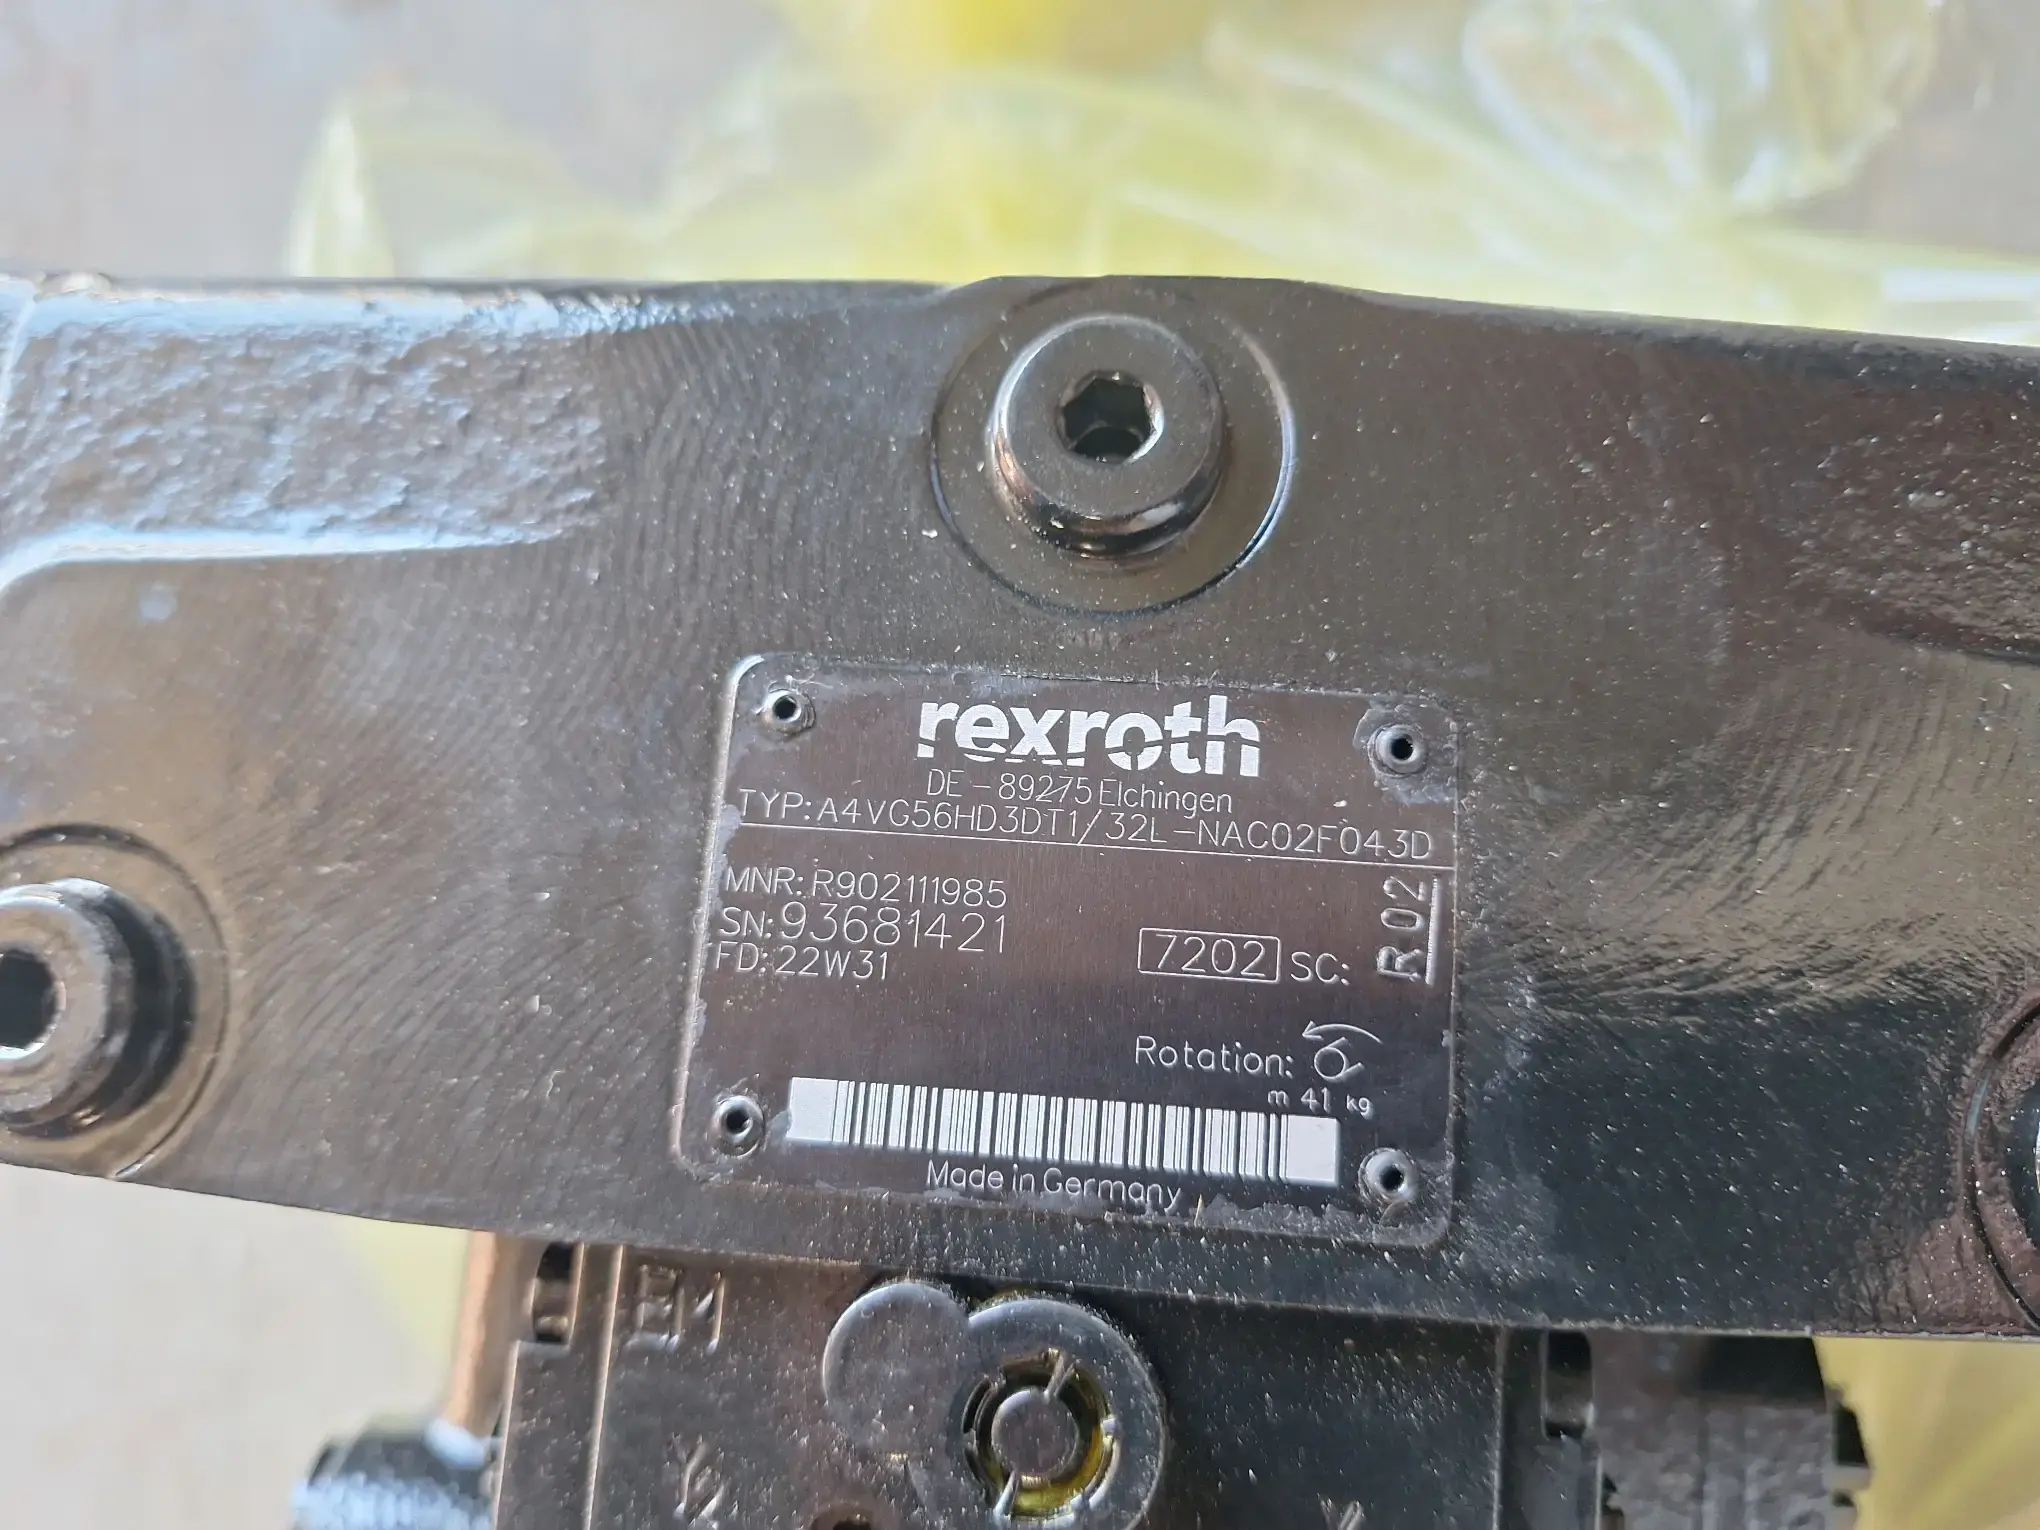 rexroth
DE - 89275 Elchingen
TYP: A4VG56HD3DT1/32L -NAC02F043D
MNR: R902111985
SN: 93681421
FD: 22W31
7202 SC:
R 02
Rotation:
m 41 kg
Made in Germany